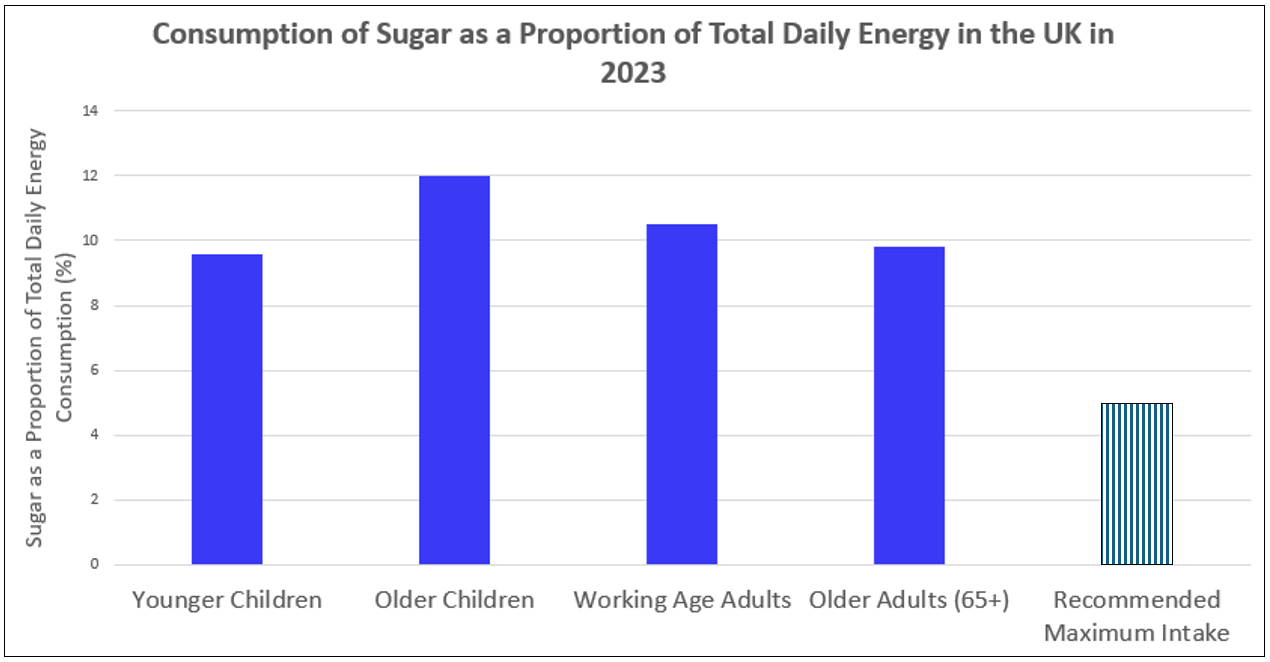 Consumption of Sugar as a Proportion of Total Daily Energy in the UK in
2023
Sugar as a Proportion of Total Daily Energy
Consumption (%)
14
12
10
8
6
4
2
0
Younger Children
Older Children
Working Age Adults
Older Adults (65+)
Recommended
Maximum Intake